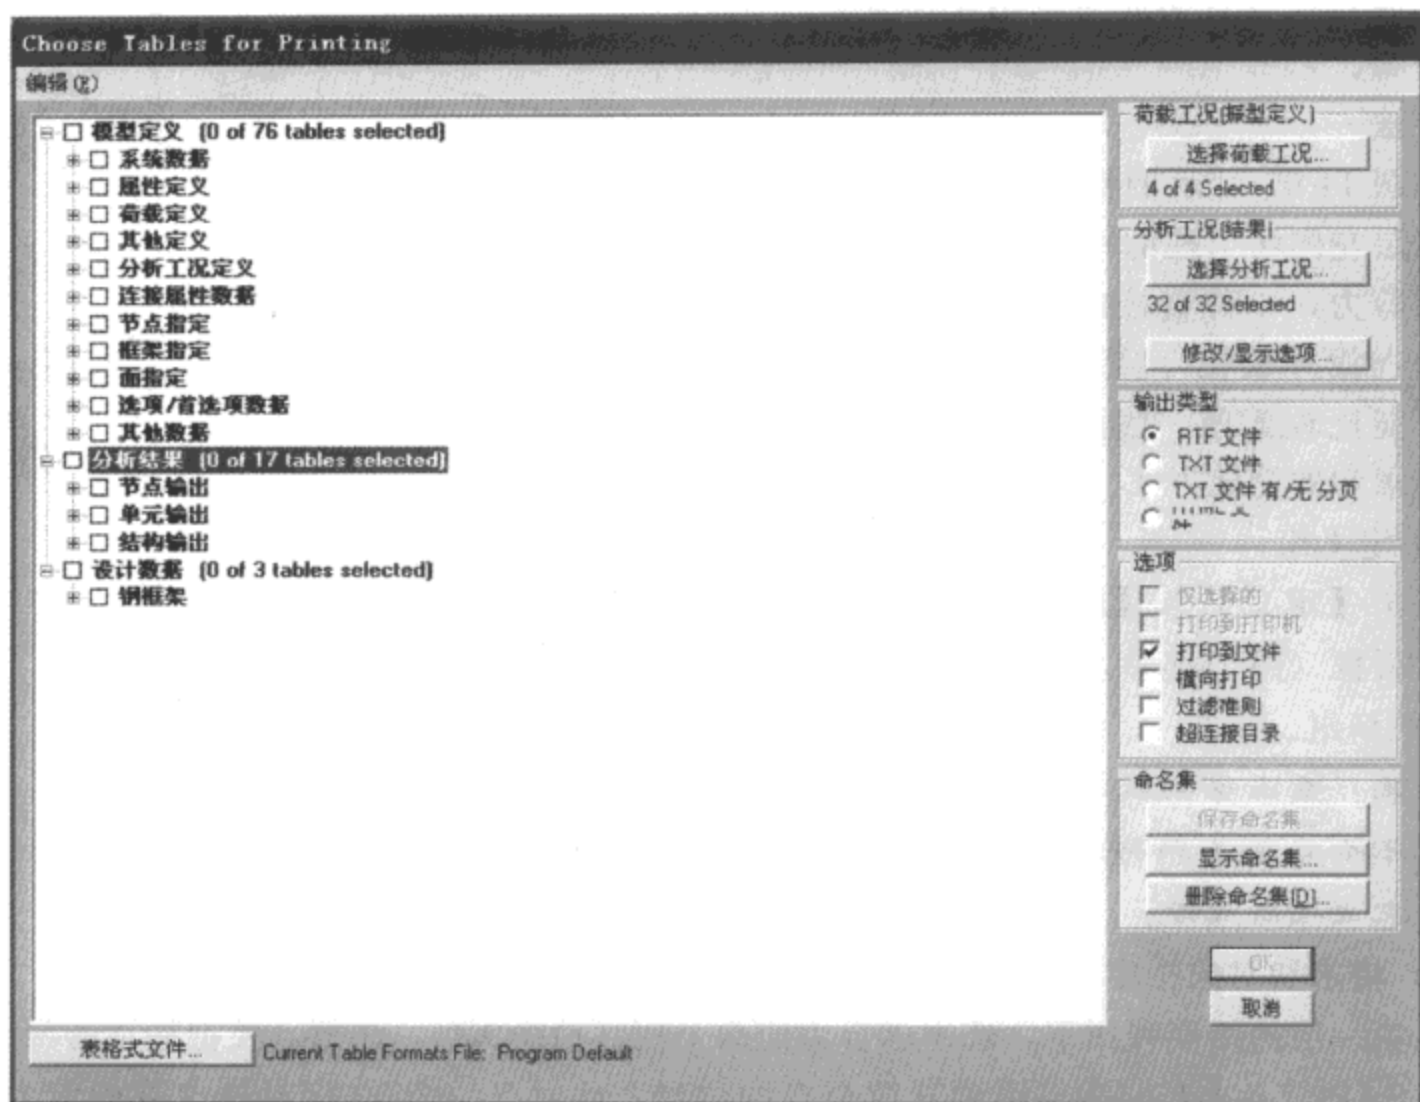 Choose Tables for Printing
编辑(E)
模型定义 (0 of 76 tables selected)
系统数据
属性定义
荷载定义
其他定义
分析工况定义
连接属性数据
节点指定
框架指定
面指定
选项/首选项数据
其他数据
分析结果 (0 of 17 tables selected)
节点输出
单元输出
结构输出
设计数据 (0 of 3 tables selected)
钢框架
表格式文件... Current Table Formats File: Program Default
荷载工况(模型定义)
选择荷载工况...
4 of 4 Selected
分析工况(结果)
选择分析工况...
32 of 32 Selected
修改/显示选项...
输出类型
RTF 文件
TXT 文件
TXT 文件 有/无 分页
选项
仅选择的
打印到打印机
打印到文件
横向打印
过滤准则
超连接目录
命名集
保存命名集...
显示命名集...
删除命名集(D)...
OK
取消